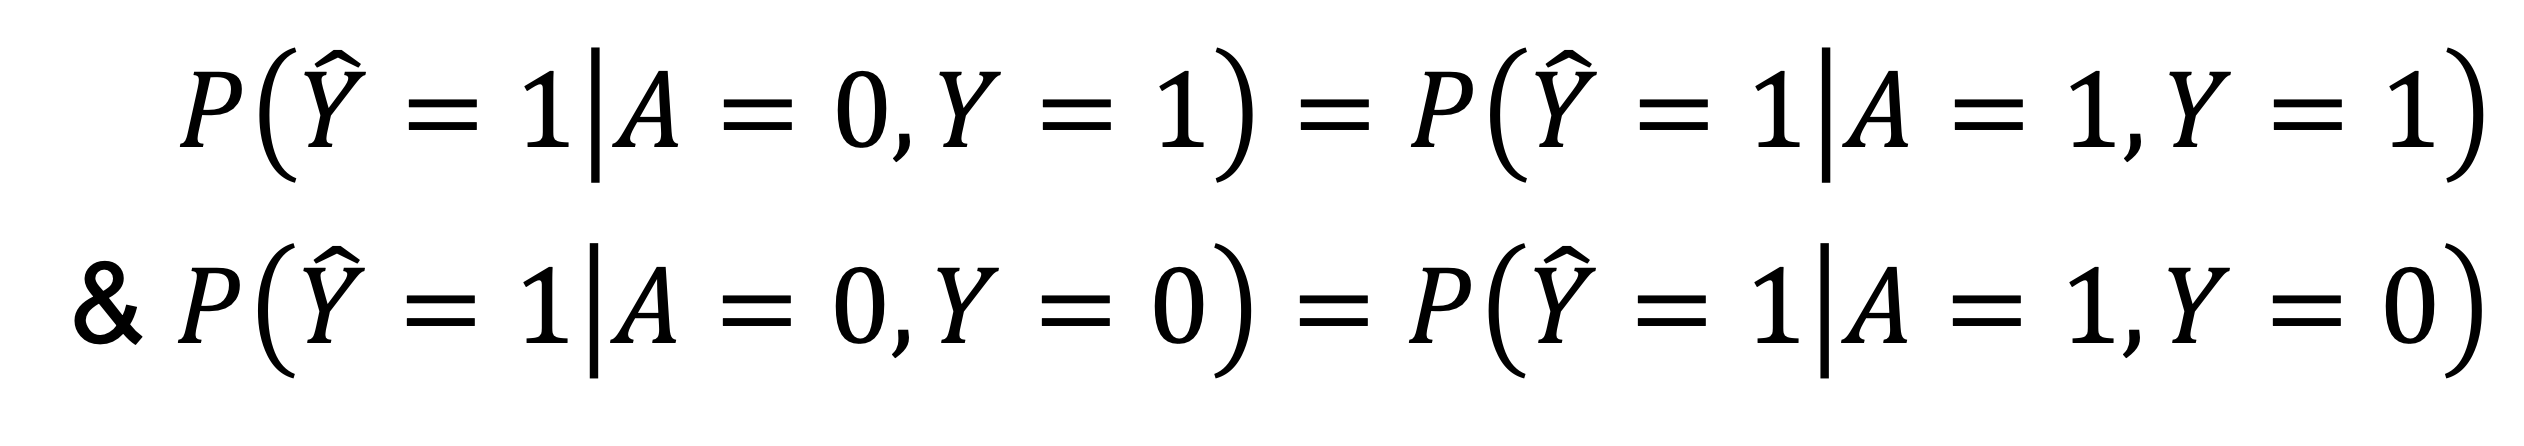 P(Ŷ = 1|A = 0, Y = 1) = P(Ŷ = 1|A = 1, Y = 1)
& P(Ŷ = 1|A = 0, Y = 0) = P(Ŷ = 1|A = 1, Y = 0)